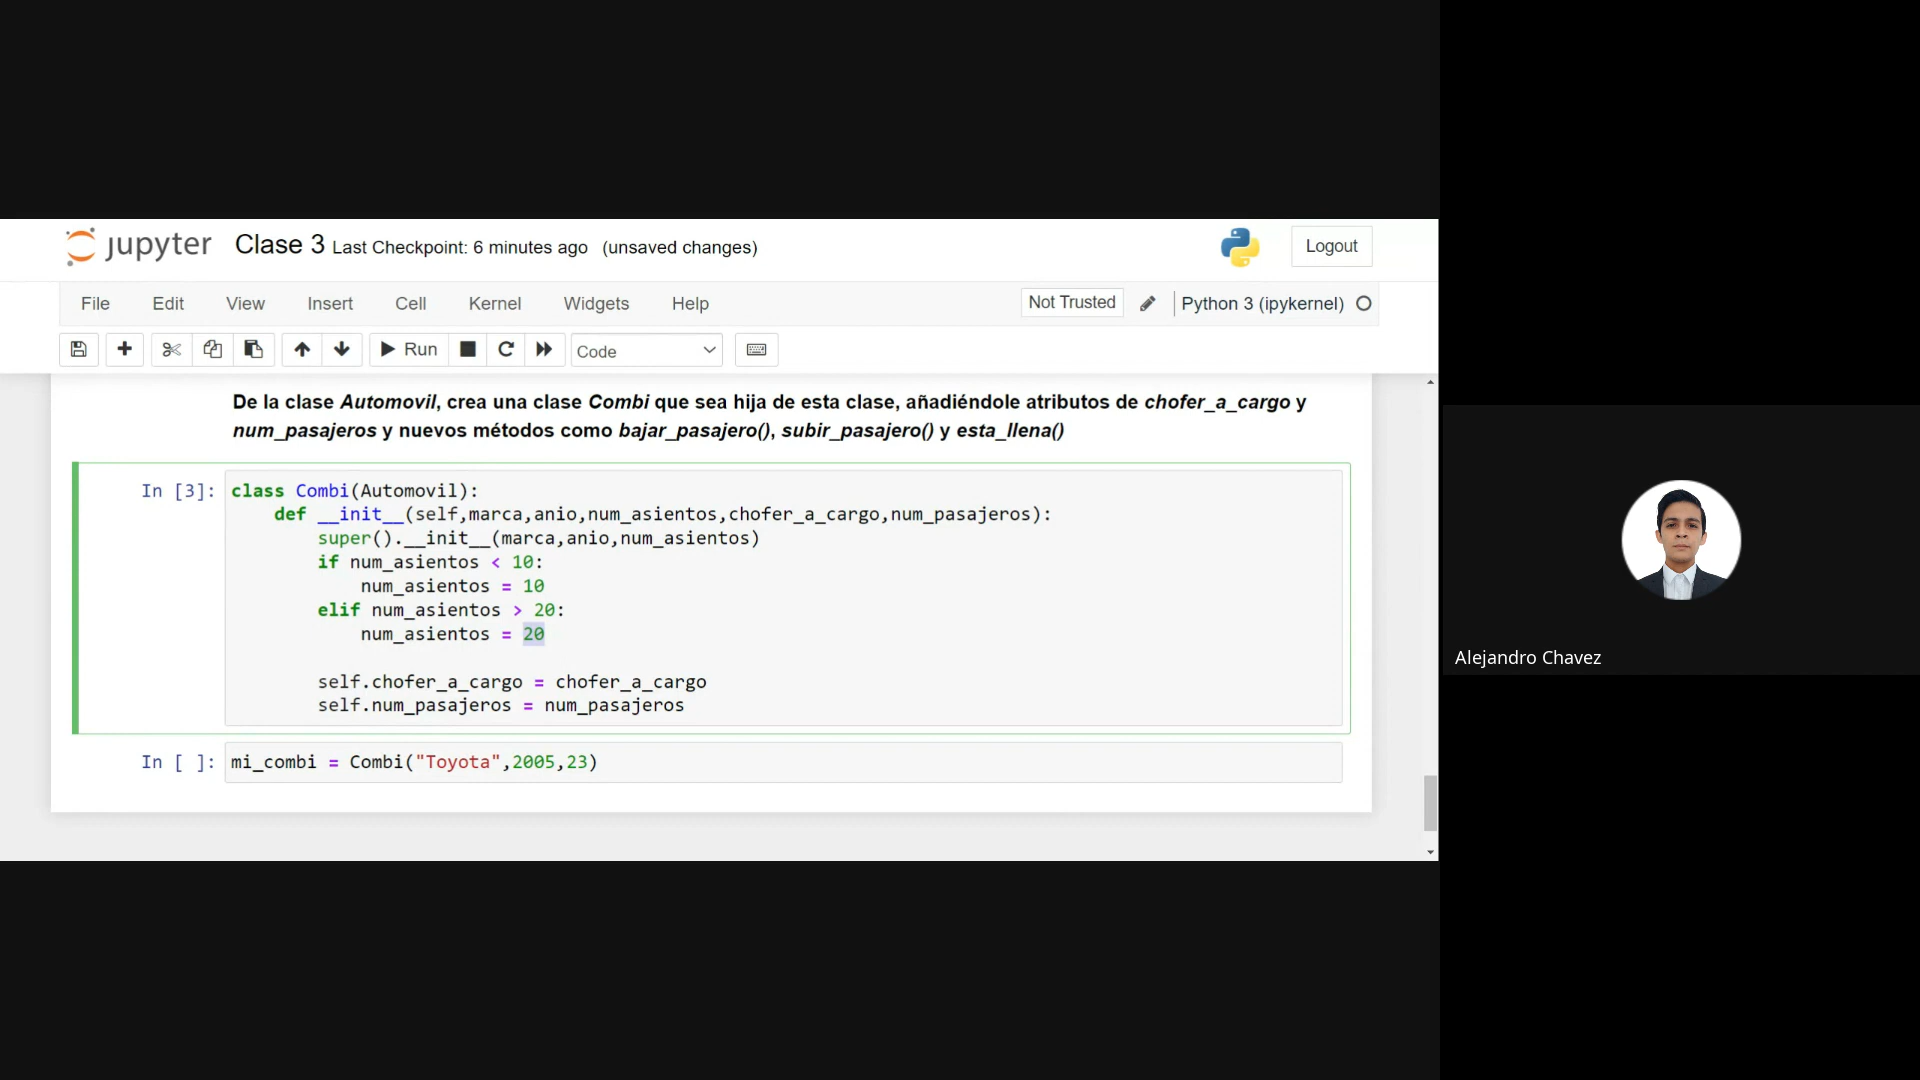 jupyter Clase 3 Last Checkpoint: 6 minutes ago (unsaved changes)
Logout
File Edit View Insert Cell Kernel Widgets Help
Not Trusted
Python 3 (ipykernel)
Run
Code
De la clase Automovil, crea una clase Combi que sea hija de esta clase, añadiéndole atributos de chofer_a_cargo y
num_pasajeros y nuevos métodos como bajar_pasajero(), subir_pasajero() y esta_llena()
In [3]: class Combi(Automovil):
    def __init__(self,marca,anio,num_asientos,chofer_a_cargo,num_pasajeros):
        super().__init__(marca,anio,num_asientos)
        if num_asientos < 10:
            num_asientos = 10
        elif num_asientos > 20:
            num_asientos = 20
        self.chofer_a_cargo = chofer_a_cargo
        self.num_pasajeros = num_pasajeros
In [ ]: mi_combi = Combi("Toyota",2005,23)
Alejandro Chavez